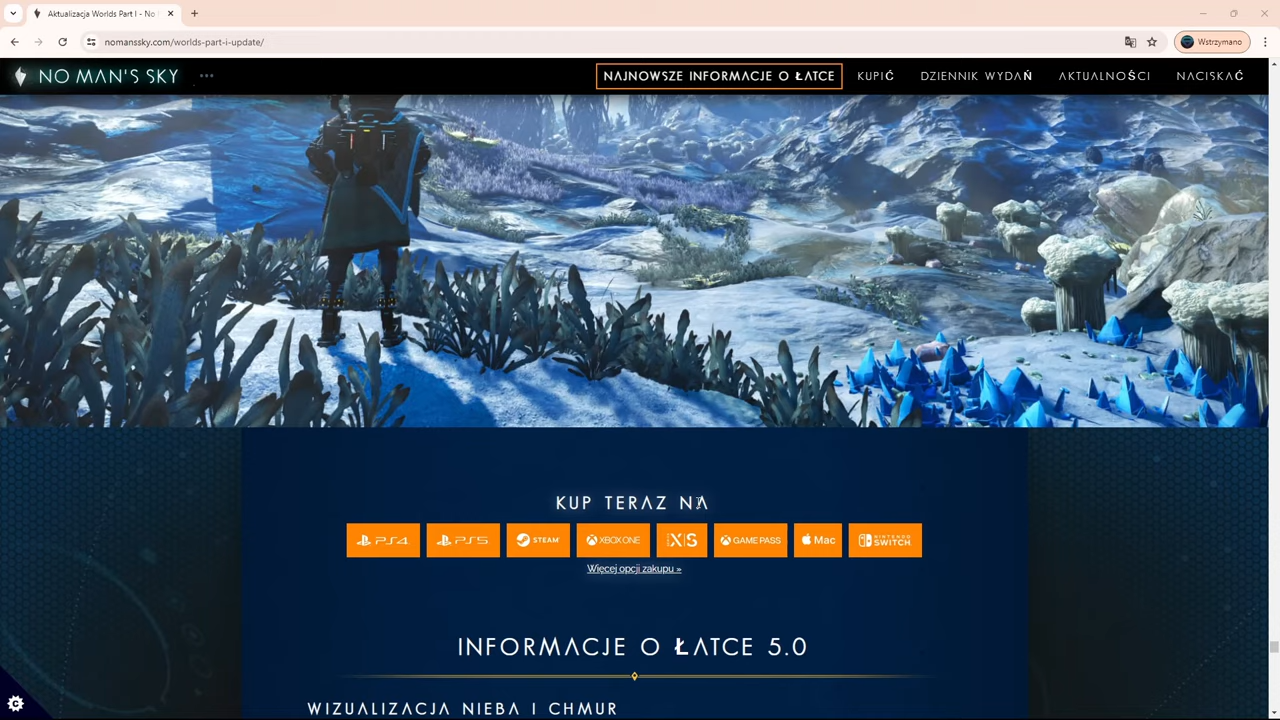 Aktualizacja Worlds Part I - No
nomanssky.com/worlds-part-i-update/
Wstrzymano
NO MAN'S SKY
NAJNOWSZE INFORMACJE O ŁATCE
KUPIĆ
DZIENNIK WYDAŃ
AKTUALNOŚCI
NACISKAĆ
KUP TERAZ NA
PS4
PS5
STEAM
XBOX ONE
X|S
GAME PASS
Mac
NINTENDO SWITCH
Więcej opcji zakupu »
INFORMACJE O ŁATCE 5.0
WIZUALIZACJA NIEBA I CHMUR